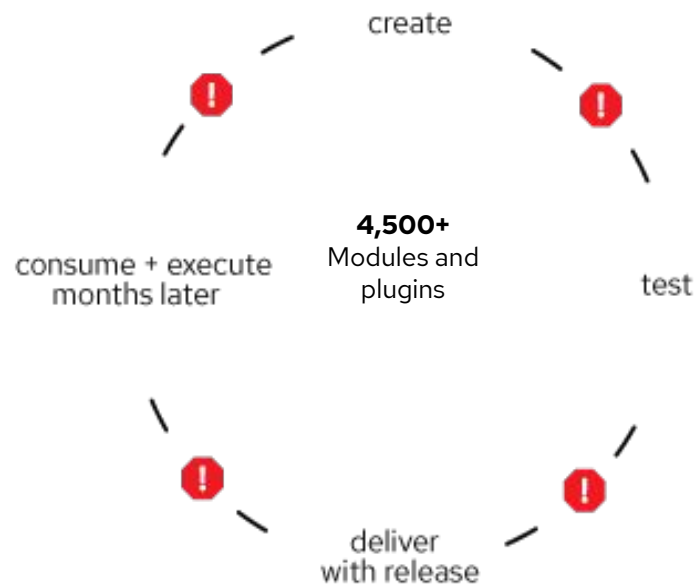 create
4,500+
Modules and
plugins
consume + execute
months later
test
deliver
with release